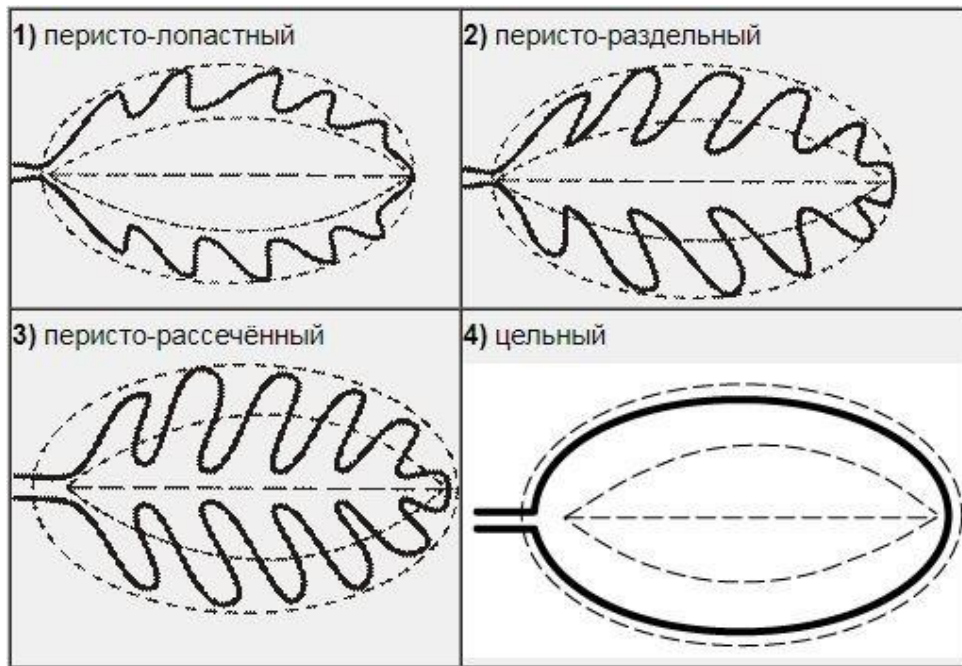 1) перисто-лопастный
2) перисто-раздельный
3) перисто-рассечённый
4) цельный